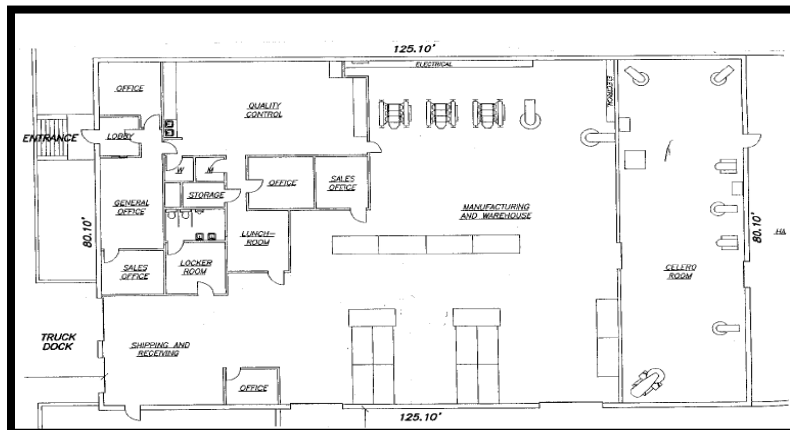 125.10'
ELECTRICAL
OFFICE
QUALITY
CONTROL
ENTRANCE
LOBBY
W
M
OFFICE
SALES
OFFICE
STORAGE
GENERAL
OFFICE
MANUFACTURING
AND WAREHOUSE
80.10'
80.10'
HA
LUNCH-
ROOM
LOCKER
ROOM
SALES
OFFICE
CELERO
ROOM
TRUCK
DOCK
SHIPPING AND
RECEIVING
OFFICE
125.10'